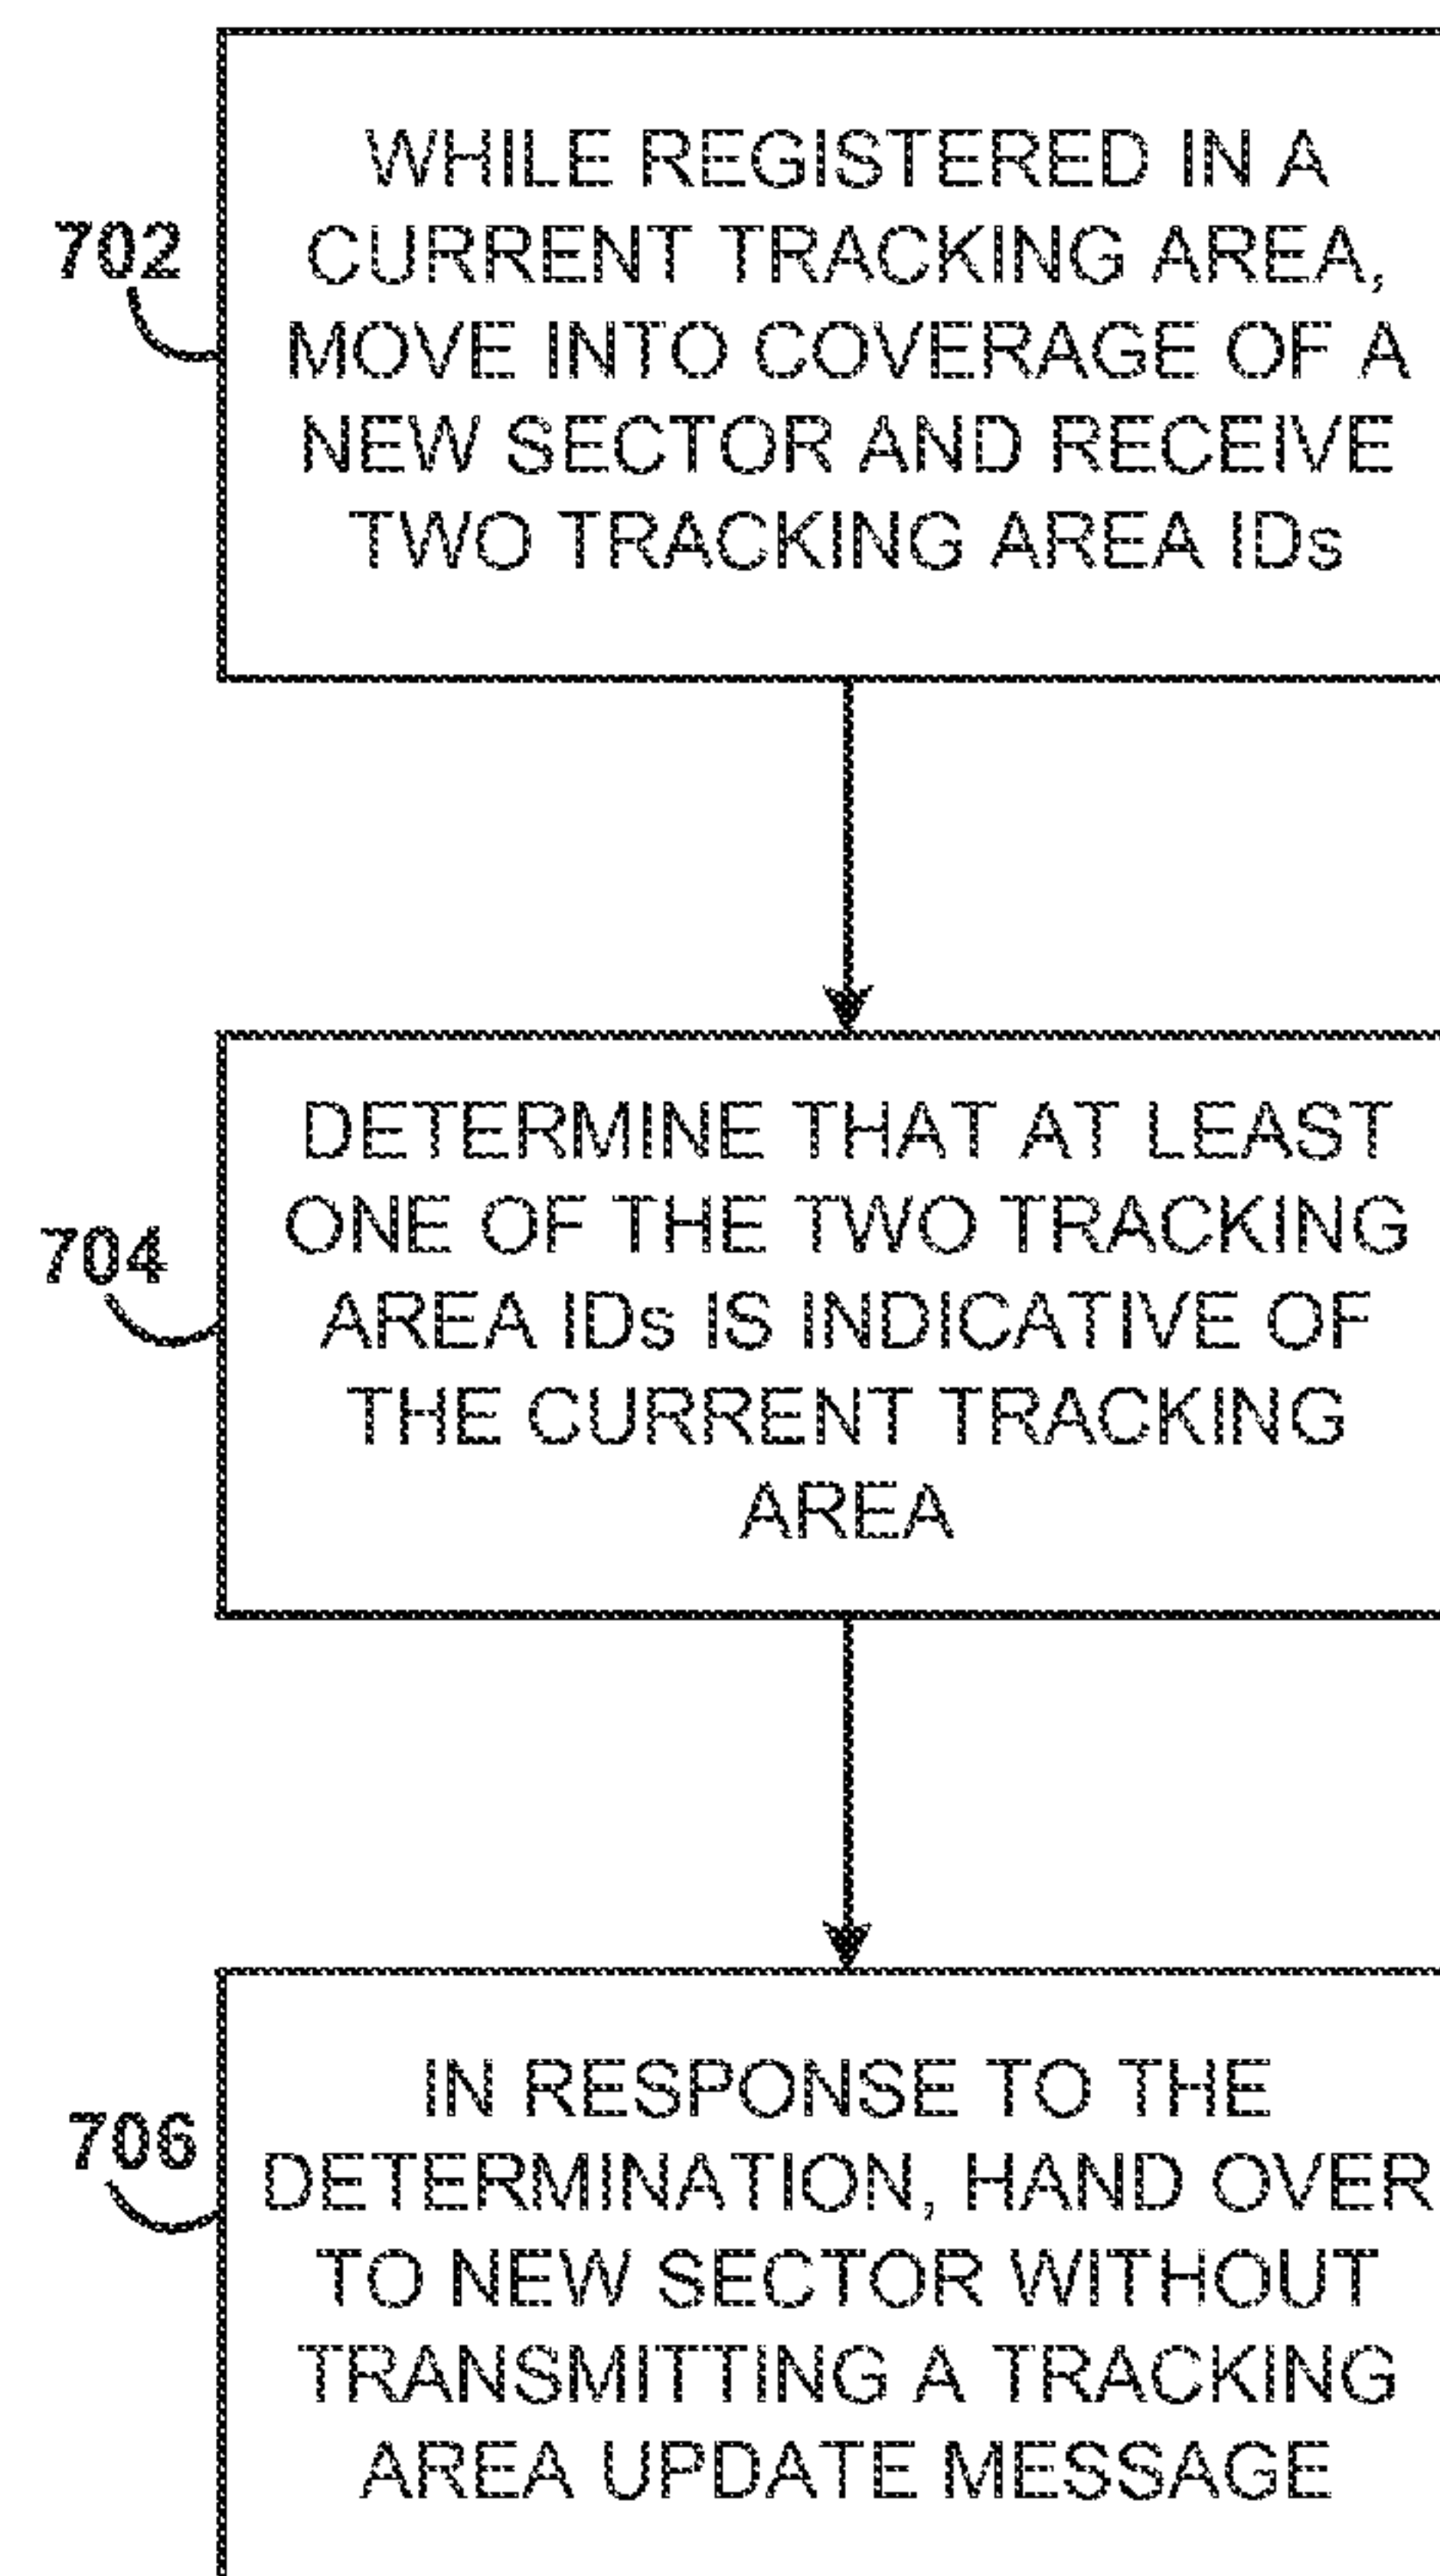 WHILE REGISTERED IN A
CURRENT TRACKING AREA,
702
MOVE INTO COVERAGE OF A
NEW SECTOR AND RECEIVE
TWO TRACKING AREA IDs
DETERMINE THAT AT LEAST
ONE OF THE TWO TRACKING
704
AREA IDs IS INDICATIVE OF
THE CURRENT TRACKING
AREA
IN RESPONSE TO THE
706
DETERMINATION, HAND OVER
TO NEW SECTOR WITHOUT
TRANSMITTING A TRACKING
AREA UPDATE MESSAGE